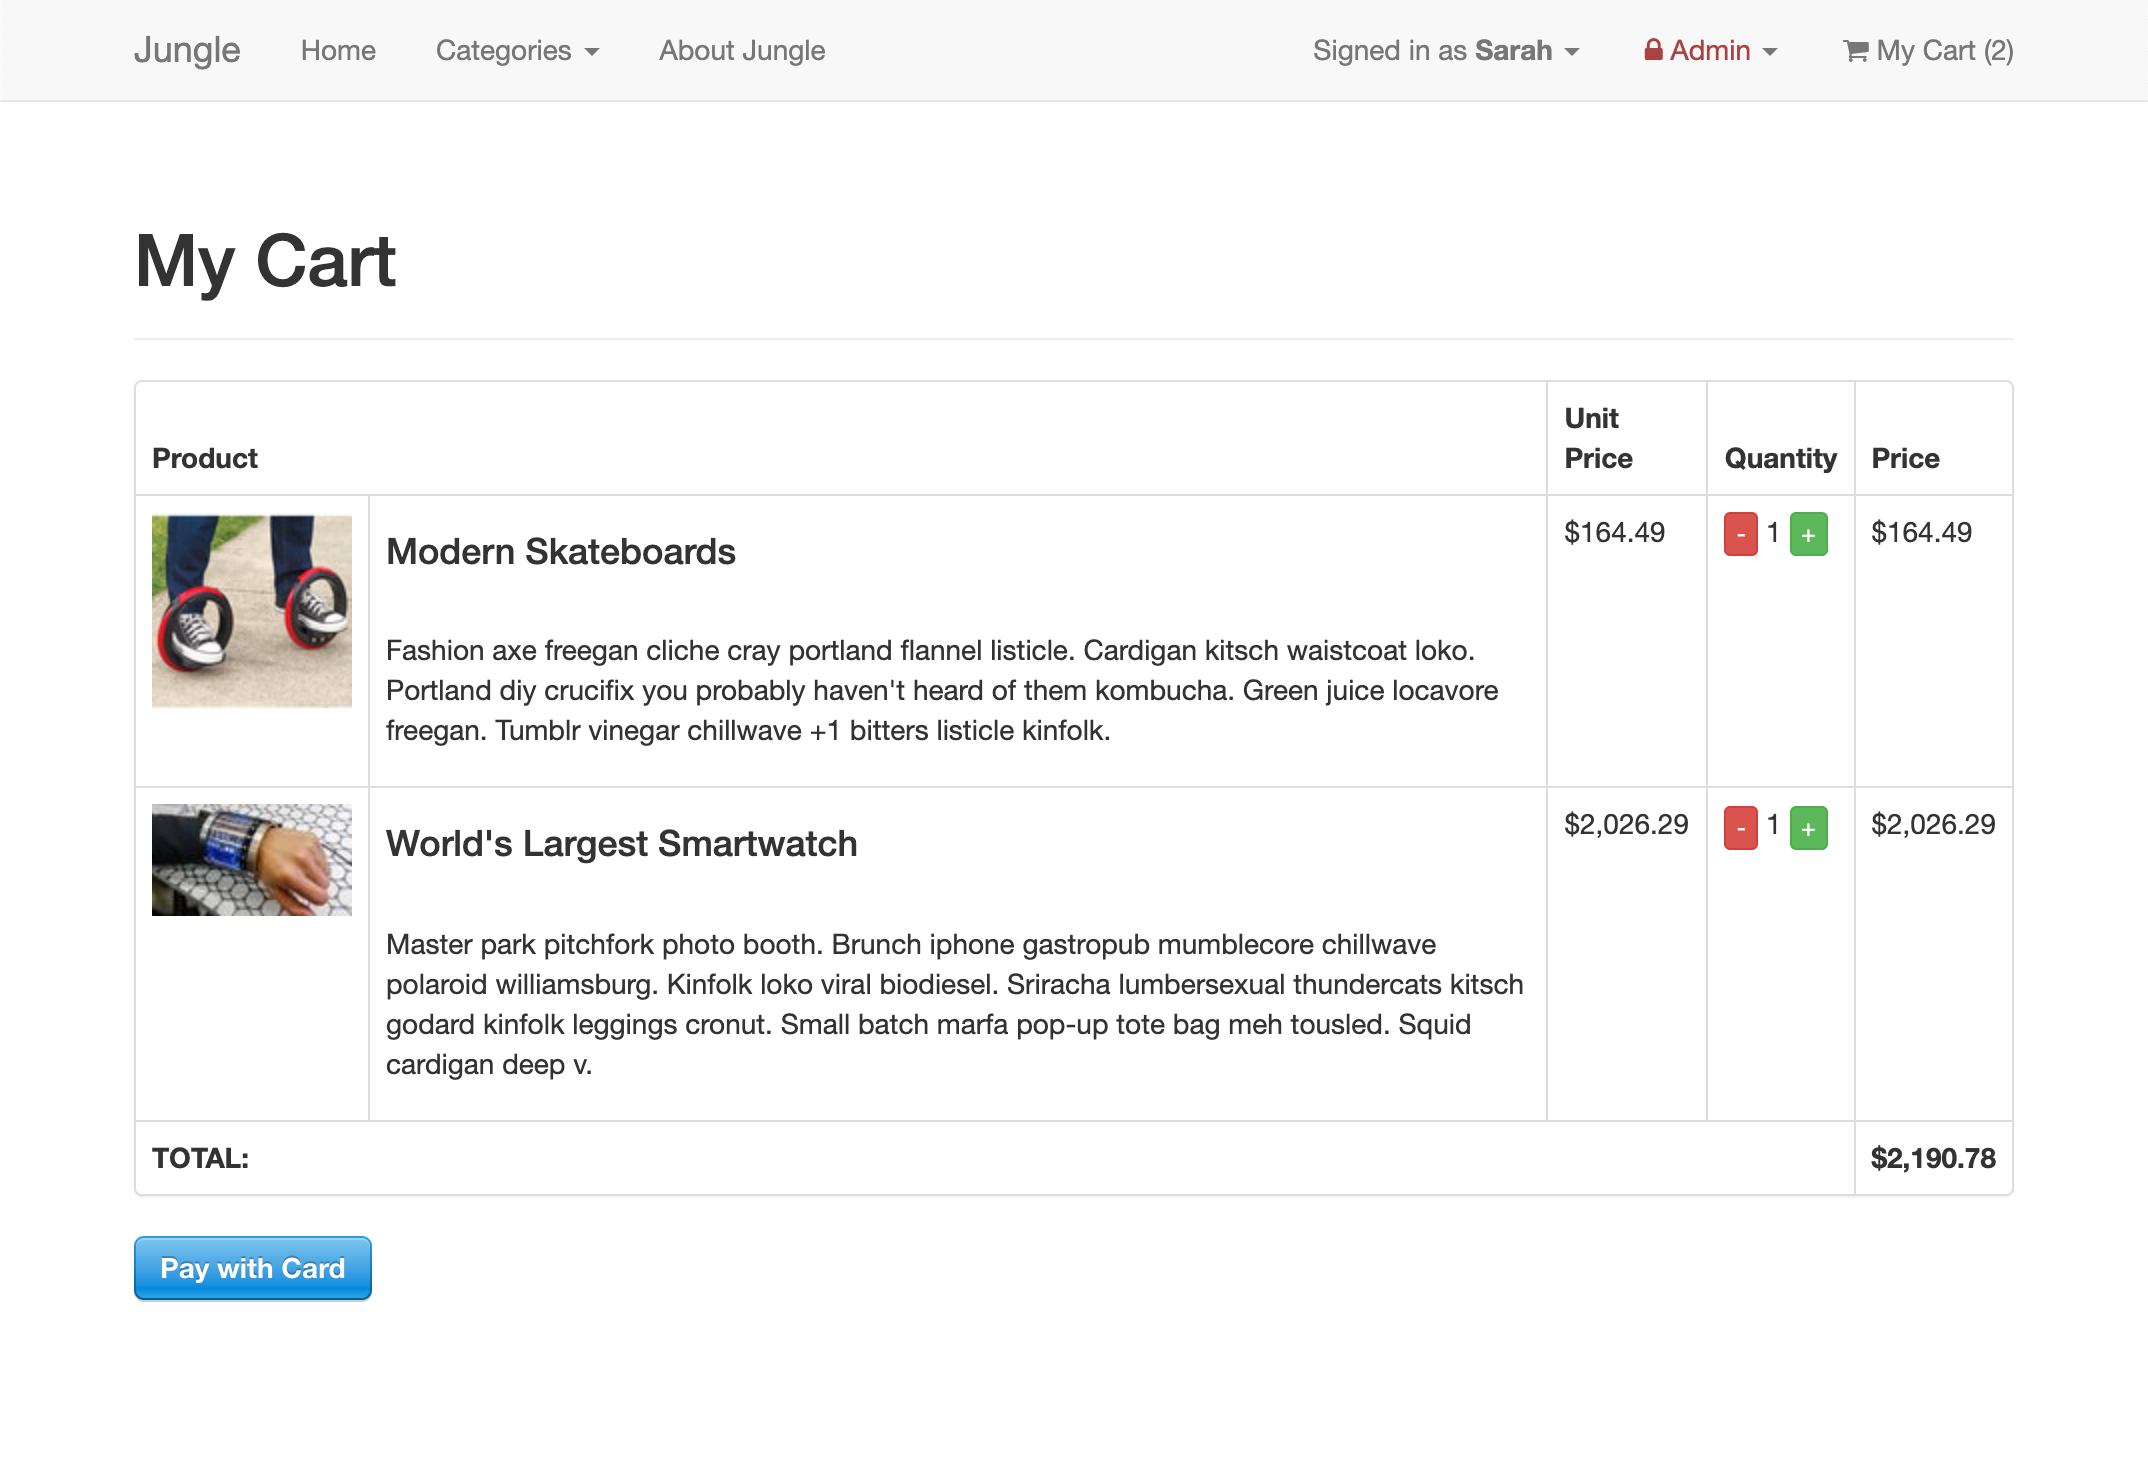 Jungle Home Categories About Jungle Signed in as Sarah Admin My Cart (2)
My Cart
Product Unit Price Quantity Price
Modern Skateboards $164.49 - 1 + $164.49
Fashion axe freegan cliche cray portland flannel listicle. Cardigan kitsch waistcoat loko.
Portland diy crucifix you probably haven't heard of them kombucha. Green juice locavore
freegan. Tumblr vinegar chillwave +1 bitters listicle kinfolk.
World's Largest Smartwatch $2,026.29 - 1 + $2,026.29
Master park pitchfork photo booth. Brunch iphone gastropub mumblecore chillwave
polaroid williamsburg. Kinfolk loko viral biodiesel. Sriracha lumbersexual thundercats kitsch
godard kinfolk leggings cronut. Small batch marfa pop-up tote bag meh tousled. Squid
cardigan deep v.
TOTAL: $2,190.78
Pay with Card